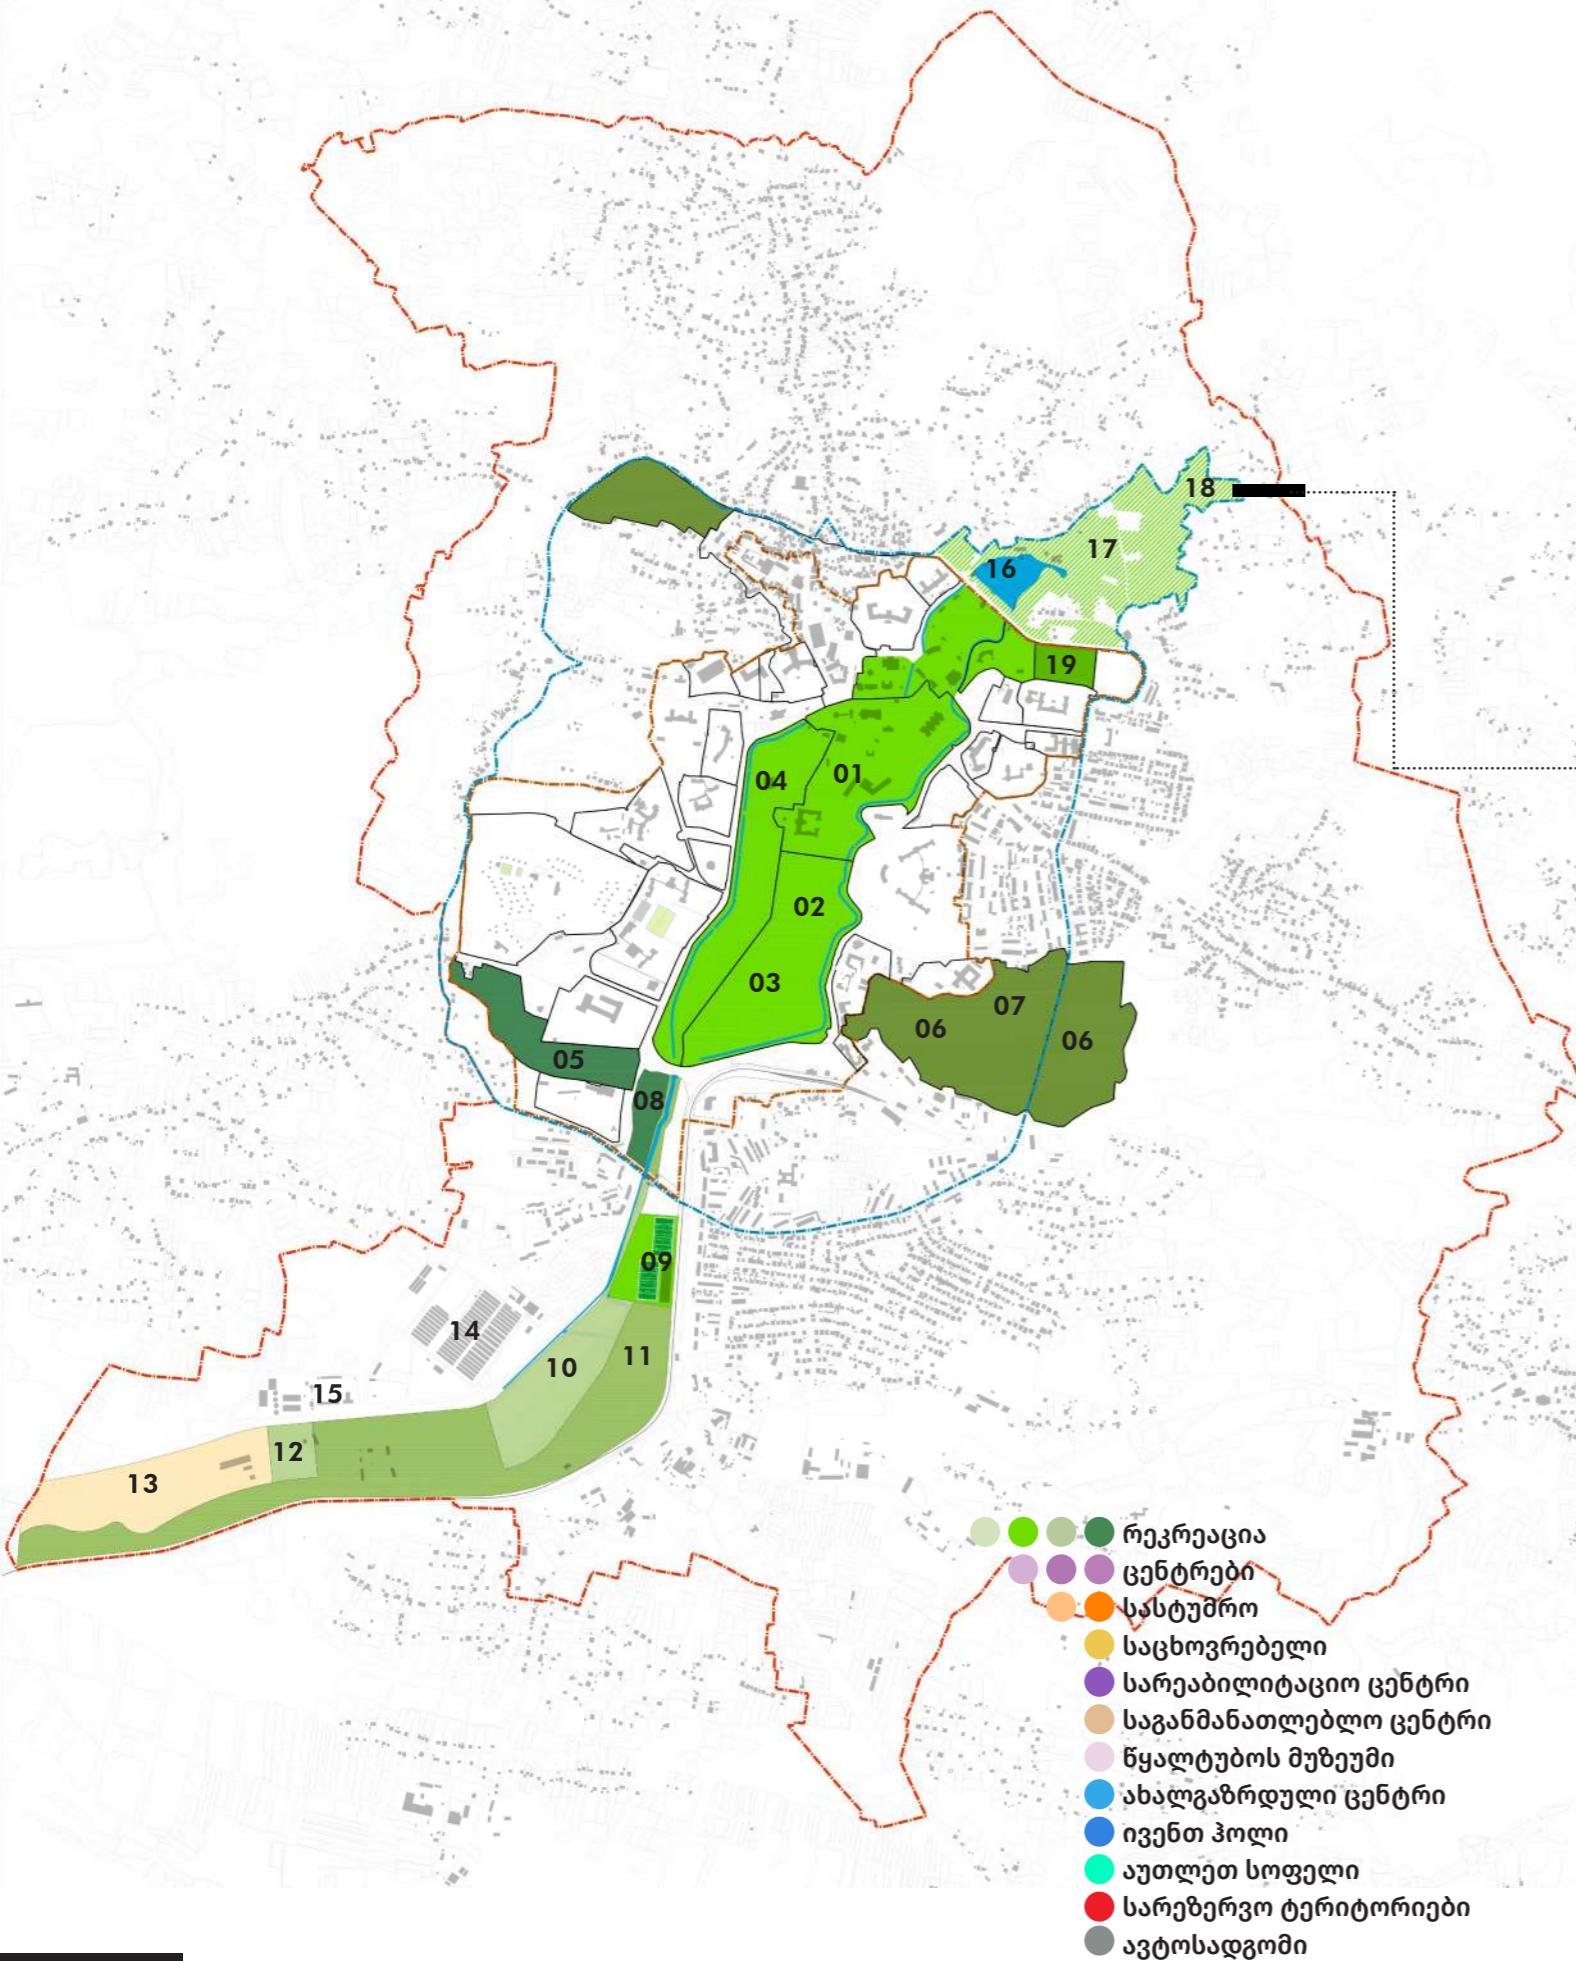 18
17
16
19
04
01
02
03
07
06
06
05
08
09
14
11
10
15
12
13
რეკრეაცია
ცენტრები
სასტუმრო
საცხოვრებელი
სარეაბილიტაციო ცენტრი
საგანმანათლებლო ცენტრი
წყალტუბოს მუზეუმი
ახალგაზრდული ცენტრი
ივენთ ჰოლი
აუთლეთ სოფელი
სარეზერვო ტერიტორიები
ავტოსადგომი